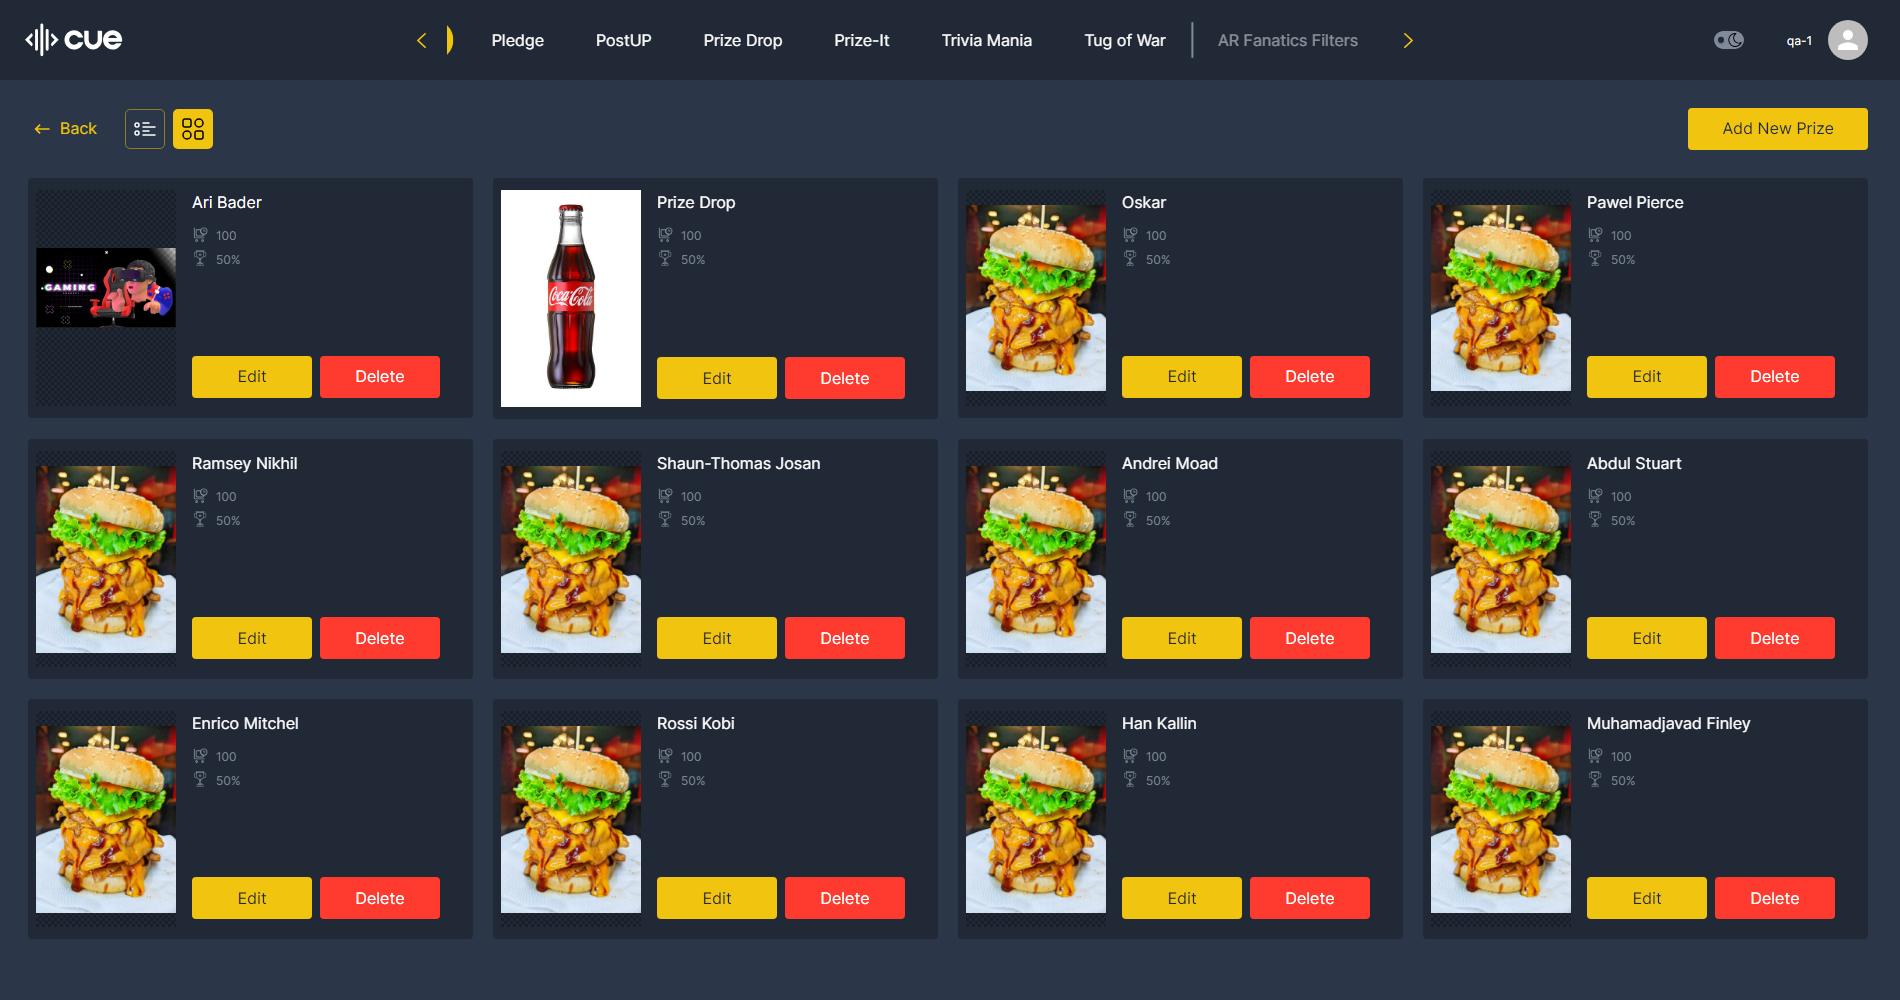 cue
Pledge
PostUP
Prize Drop
Prize-It
Trivia Mania
Tug of War
AR Fanatics Filters
qa-1
Back
Add New Prize
GAMING
Ari Bader
100
50%
Edit
Delete
Coca-Cola
Prize Drop
100
50%
Edit
Delete
Oskar
100
50%
Edit
Delete
Pawel Pierce
100
50%
Edit
Delete
Ramsey Nikhil
100
50%
Edit
Delete
Shaun-Thomas Josan
100
50%
Edit
Delete
Andrei Moad
100
50%
Edit
Delete
Abdul Stuart
100
50%
Edit
Delete
Enrico Mitchel
100
50%
Edit
Delete
Rossi Kobi
100
50%
Edit
Delete
Han Kallin
100
50%
Edit
Delete
Muhamadjavad Finley
100
50%
Edit
Delete